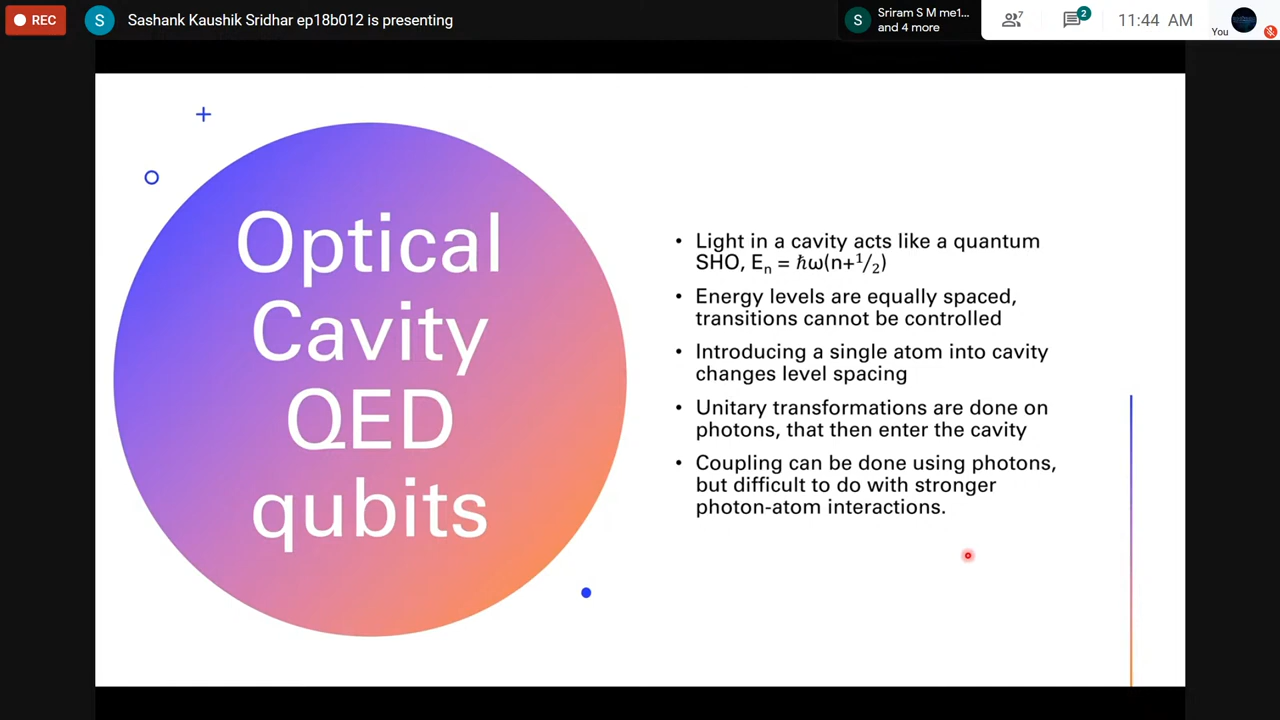 REC
S
Sashank Kaushik Sridhar ep18b012 is presenting
S
Sriram S M me1...
and 4 more
7
2
11:44 AM
You
Optical
Cavity
QED
qubits
• Light in a cavity acts like a quantum
SHO, Eₙ = ℏω(n+¹/₂)
• Energy levels are equally spaced,
transitions cannot be controlled
• Introducing a single atom into cavity
changes level spacing
• Unitary transformations are done on
photons, that then enter the cavity
• Coupling can be done using photons,
but difficult to do with stronger
photon-atom interactions.